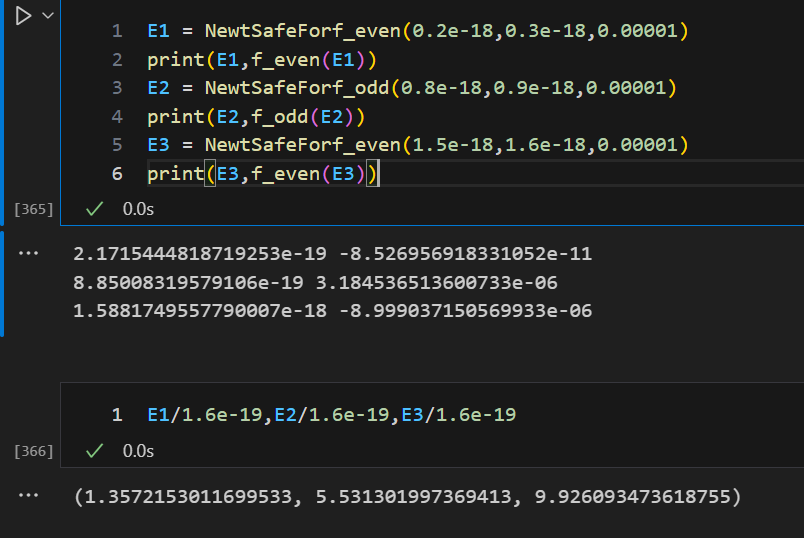 1 E1 = NewtSafeForf_even(0.2e-18,0.3e-18,0.00001)
2 print(E1,f_even(E1))
3 E2 = NewtSafeForf_odd(0.8e-18,0.9e-18,0.00001)
4 print(E2,f_odd(E2))
5 E3 = NewtSafeForf_even(1.5e-18,1.6e-18,0.00001)
6 print(E3,f_even(E3))
[365] 0.0s
... 2.1715444818719253e-19 -8.526956918331052e-11
8.85008319579106e-19 3.184536513600733e-06
1.5881749557790007e-18 -8.999037150569933e-06
1 E1/1.6e-19,E2/1.6e-19,E3/1.6e-19
[366] 0.0s
... (1.3572153011699533, 5.531301997369413, 9.926093473618755)